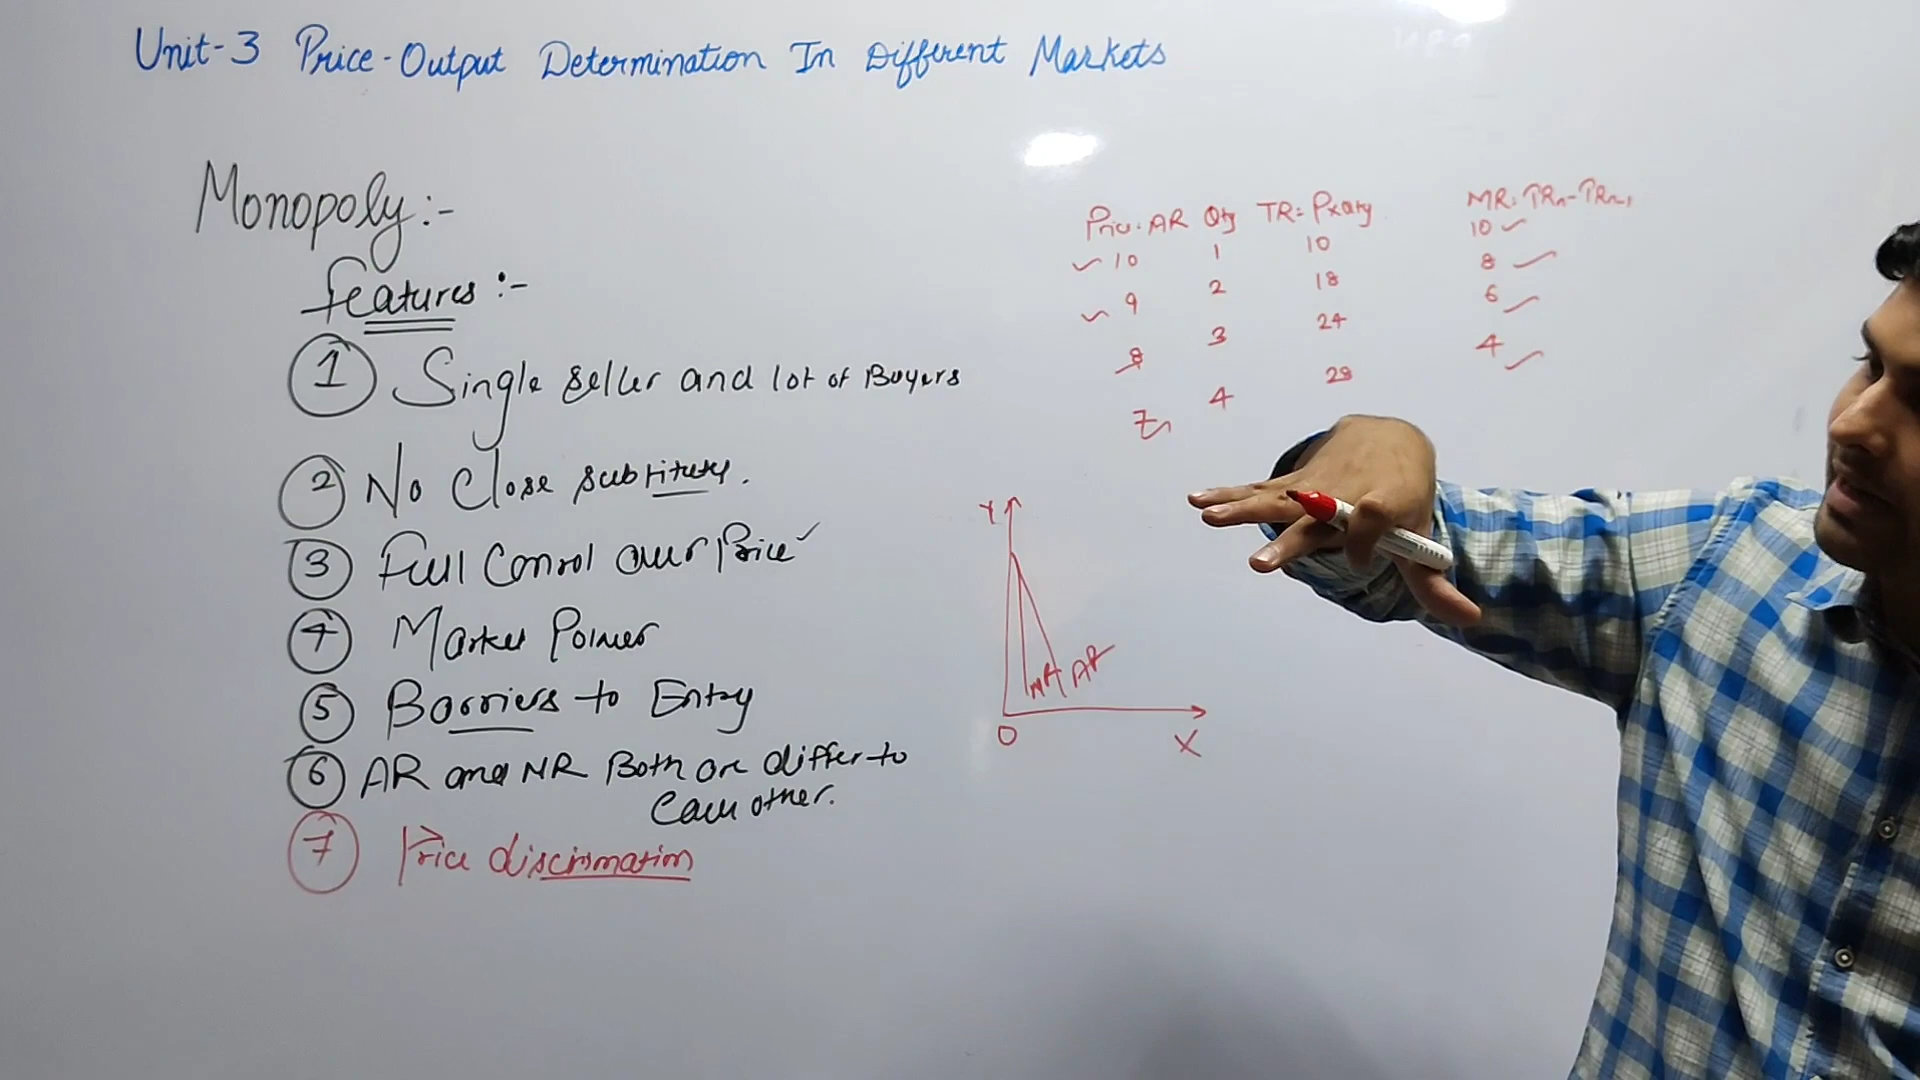 Unit-3 Price-Output Determination In Different Markets
Monopoly:-
features:-
1 Single seller and lot of Buyers
2 No Close subtitutes.
3 Full Control over Price
4 Market Power
5 Barriers to Entry
6 AR and MR Both are differ to
Each other.
7 Price discrimation
Price=AR Qty TR=PxQty MR=TRn-TRn-1
10 1 10 10
9 2 18 8
8 3 24 6
7 4 28 4
Y
MR AR
O X